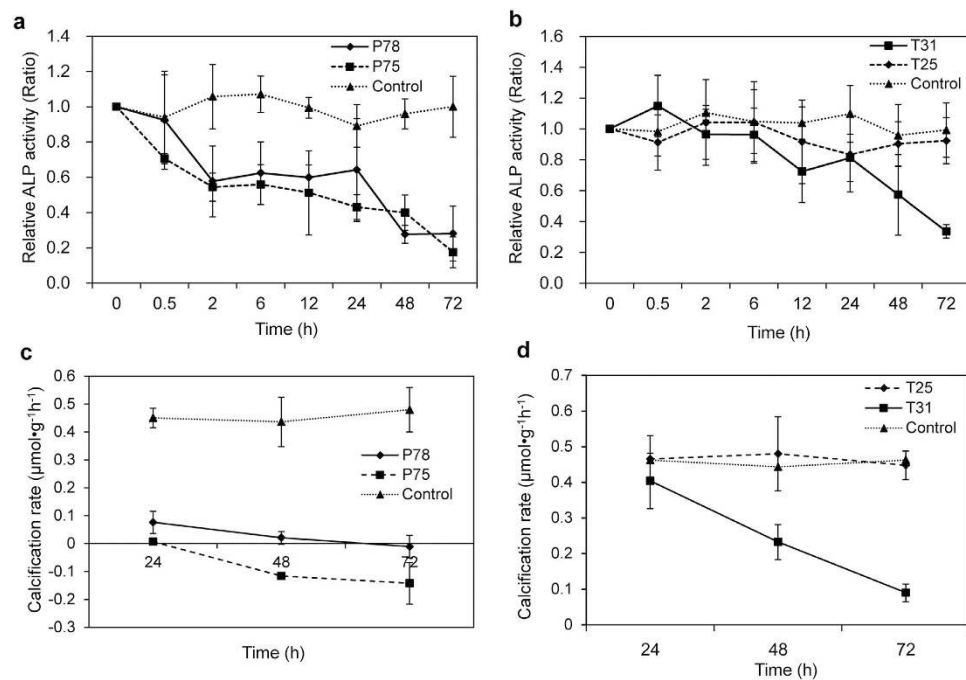 a
Relative ALP activity (Ratio)
1.4
1.2
1.0
0.8
0.6
0.4
0.2
0.0
P78
P75
Control
0 0.5 2 6 12 24 48 72
Time (h)
b
Relative ALP activity (Ratio)
1.6
1.4
1.2
1.0
0.8
0.6
0.4
0.2
0.0
T31
T25
Control
0 0.5 2 6 12 24 48 72
Time (h)
c
Calcification rate (μmol•g⁻¹h⁻¹)
0.6
0.5
0.4
0.3
0.2
0.1
0
-0.1
-0.2
-0.3
P78
P75
Control
24 48 72
Time (h)
d
Calcification rate (μmol•g⁻¹h⁻¹)
0.7
0.6
0.5
0.4
0.3
0.2
0.1
0
T25
T31
Control
24 48 72
Time (h)